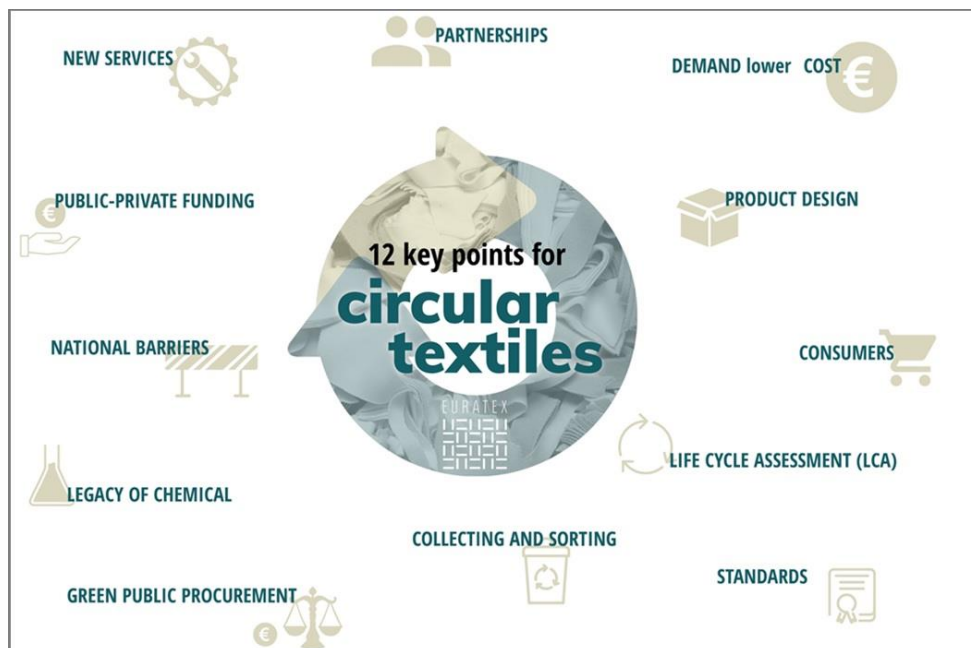 PARTNERSHIPS
NEW SERVICES
DEMAND lower COST
€
PUBLIC-PRIVATE FUNDING
€
PRODUCT DESIGN
12 key points for
circular
textiles
NATIONAL BARRIERS
CONSUMERS
EURATEX
LIFE CYCLE ASSESSMENT (LCA)
LEGACY OF CHEMICAL
COLLECTING AND SORTING
STANDARDS
GREEN PUBLIC PROCUREMENT
€